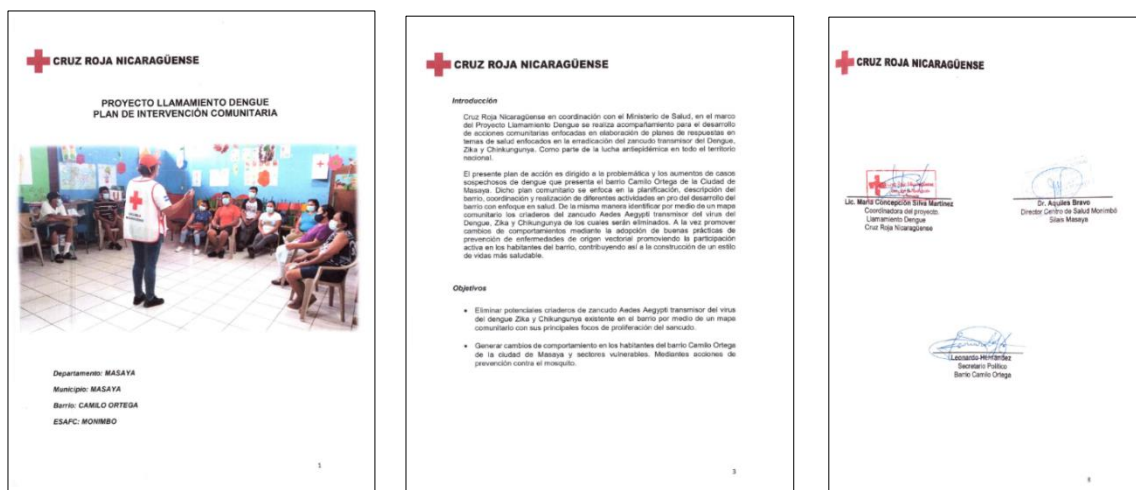 CRUZ ROJA NICARAGÜENSE
PROYECTO LLAMAMIENTO DENGUE
PLAN DE INTERVENCIÓN COMUNITARIA
Departamento: MASAYA
Municipio: MASAYA
Barrio: CAMILO ORTEGA
ESAFC: MONIMBO
1
CRUZ ROJA NICARAGÜENSE
Introducción
Cruz Roja Nicaragüense en coordinación con el Ministerio de Salud, en el marco
del Proyecto Llamamiento Dengue se realiza acompañamiento para el desarrollo
de acciones comunitarias enfocadas en elaboración de planes de respuestas en
temas de salud enfocados en la erradicación del zancudo transmisor del Dengue,
Zika y Chinkungunya. Como parte de la lucha antiepidémica en todo el territorio
nacional.
El presente plan de acción es dirigido a la problemática y los aumentos de casos
sospechosos de dengue que presenta el barrio Camilo Ortega de la Ciudad de
Masaya. Dicho plan comunitario se enfoca en la planificación, descripción del
barrio, coordinación y realización de diferentes actividades en pro del desarrollo del
barrio con enfoque en salud. De la misma manera identificar por medio de un mapa
comunitario los criaderos del zancudo Aedes Aegypti transmisor del virus del
Dengue, Zika y Chikungunya de los cuales serán eliminados. A la vez promover
cambios de comportamientos mediante la adopción de buenas prácticas de
prevención de enfermedades de origen vectorial promoviendo la participación
activa en los habitantes del barrio, contribuyendo así a la construcción de un estilo
de vidas más saludable.
Objetivos
• Eliminar potenciales criaderos de zancudo Aedes Aegypti transmisor del virus
del dengue Zika y Chikungunya existente en el barrio por medio de un mapa
comunitario con sus principales focos de proliferación del sancudo.
• Generar cambios de comportamiento en los habitantes del barrio Camilo Ortega
de la ciudad de Masaya y sectores vulnerables. Mediantes acciones de
prevención contra el mosquito.
3
CRUZ ROJA NICARAGÜENSE
Lic. María Concepción Silva Martínez
Coordinadora del proyecto
Llamamiento Dengue
Cruz Roja Nicaragüense
Dr. Aquiles Bravo
Director Centro de Salud Monimbó
Silais Masaya
Leonardo Hernández
Secretario Político
Barrio Camilo Ortega